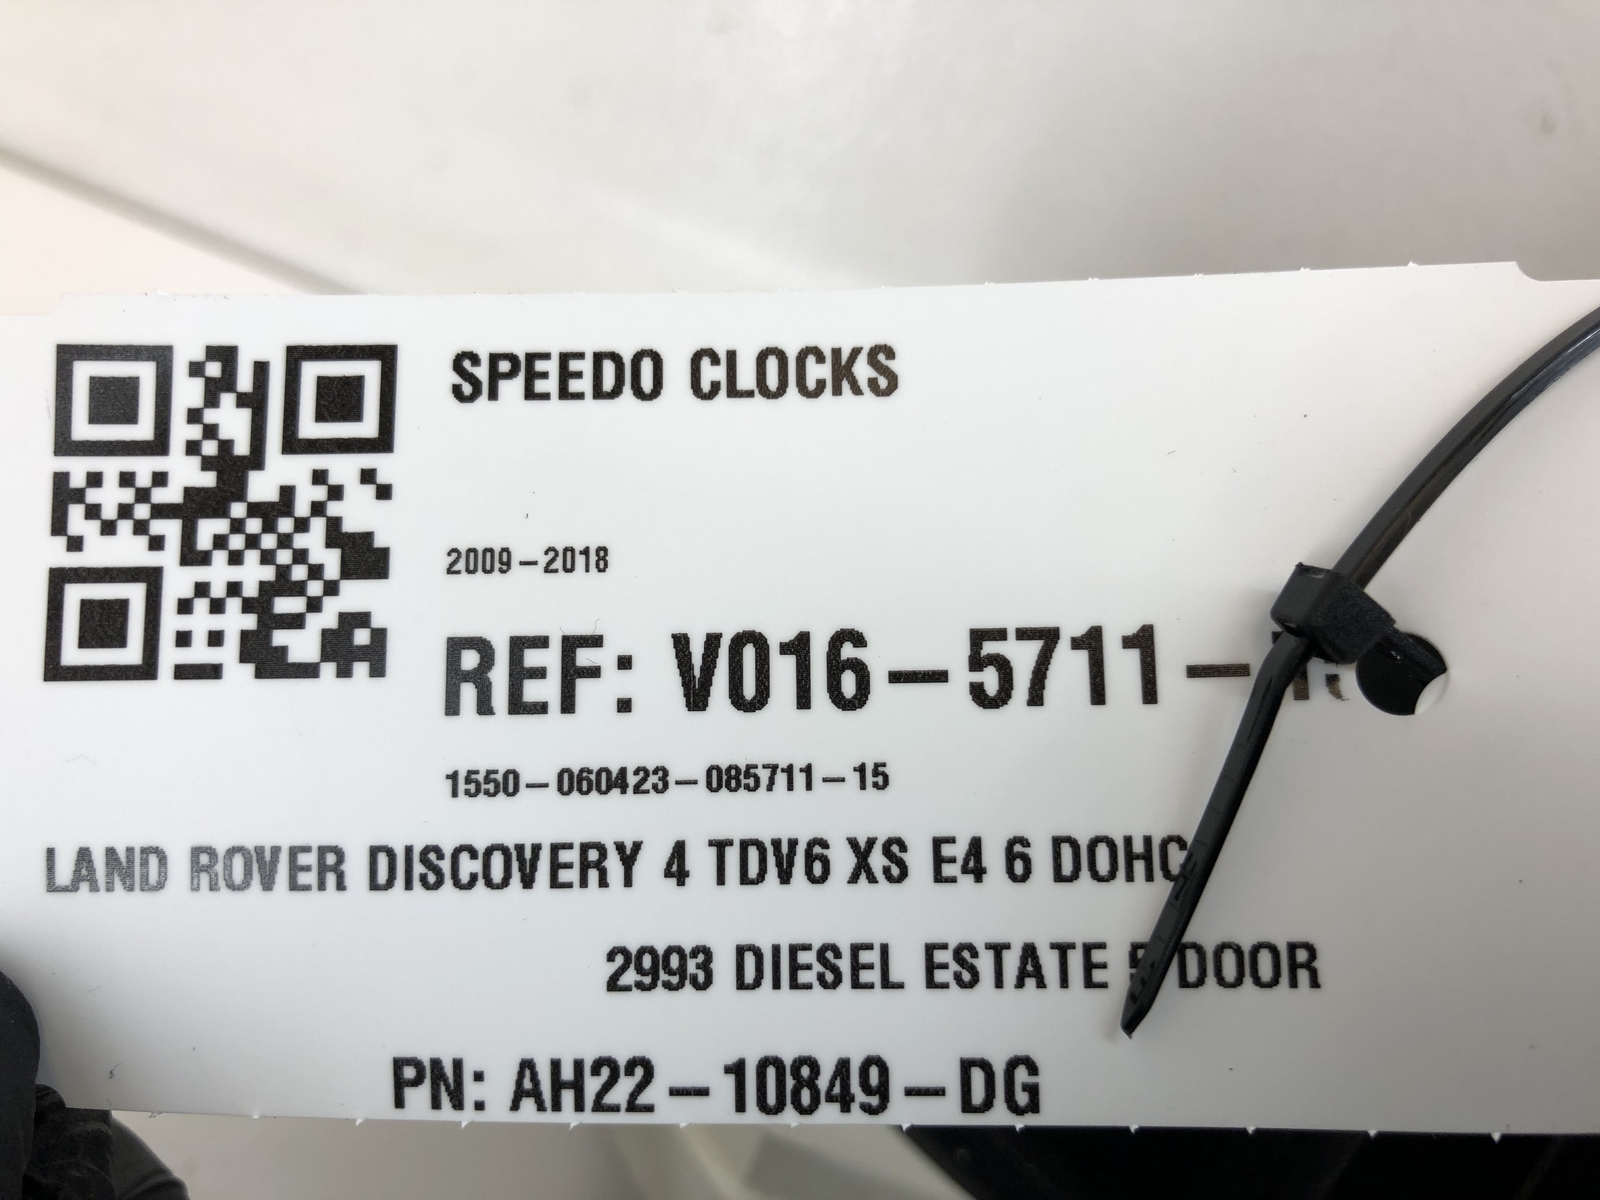 SPEEDO CLOCKS
2009-2018
REF: V016-5711-
1550-060423-085711-15
LAND ROVER DISCOVERY 4 TDV6 XS E4 6 DOHC
2993 DIESEL ESTATE 5 DOOR
PN: AH22-10849-DG